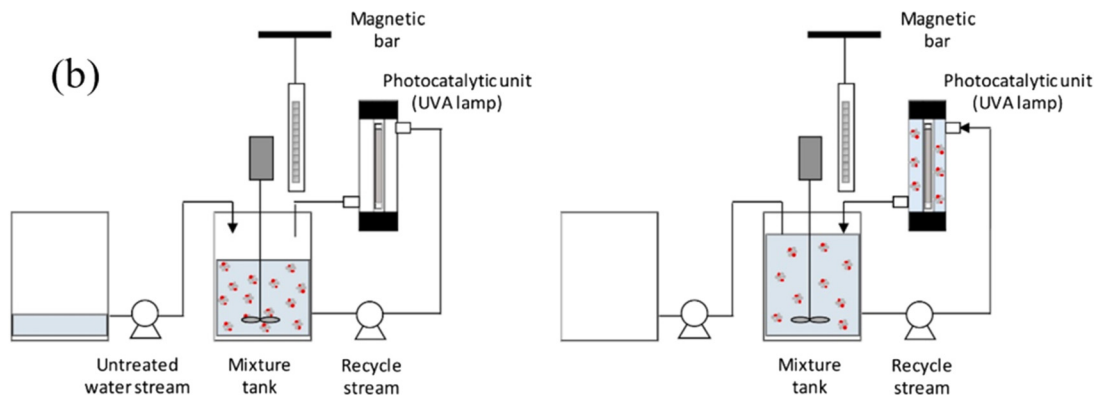 (b)
Magnetic
bar
Photocatalytic unit
(UVA lamp)
Untreated
water stream
Mixture
tank
Recycle
stream
Magnetic
bar
Photocatalytic unit
(UVA lamp)
Mixture
tank
Recycle
stream